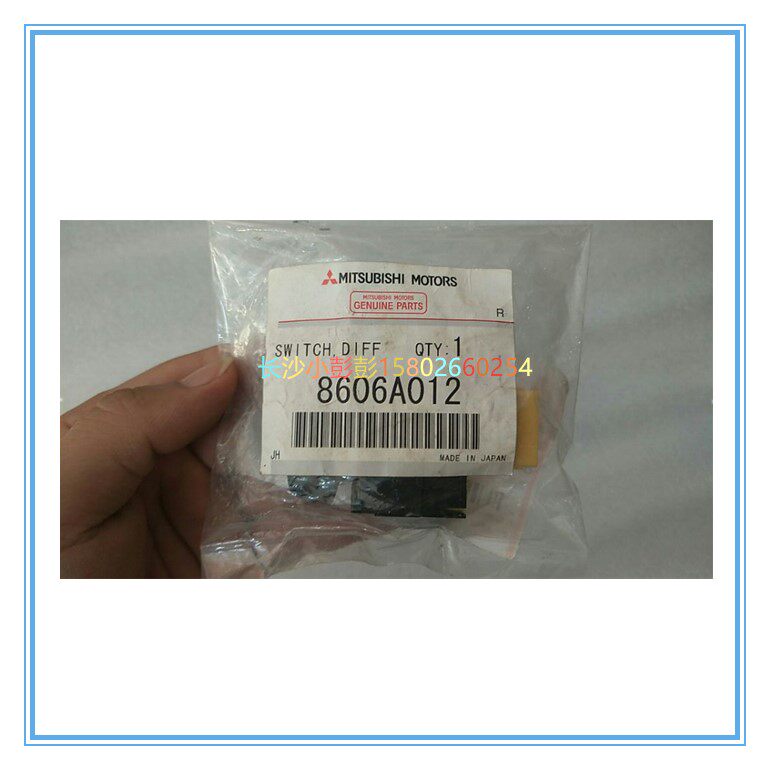 MITSUBISHI MOTORS
MITSUBISHI MOTORS
GENUINE PARTS
R
SWITCH,DIFF QTY:1
长沙小彭彭15802660254
8606A012
JH MADE IN JAPAN